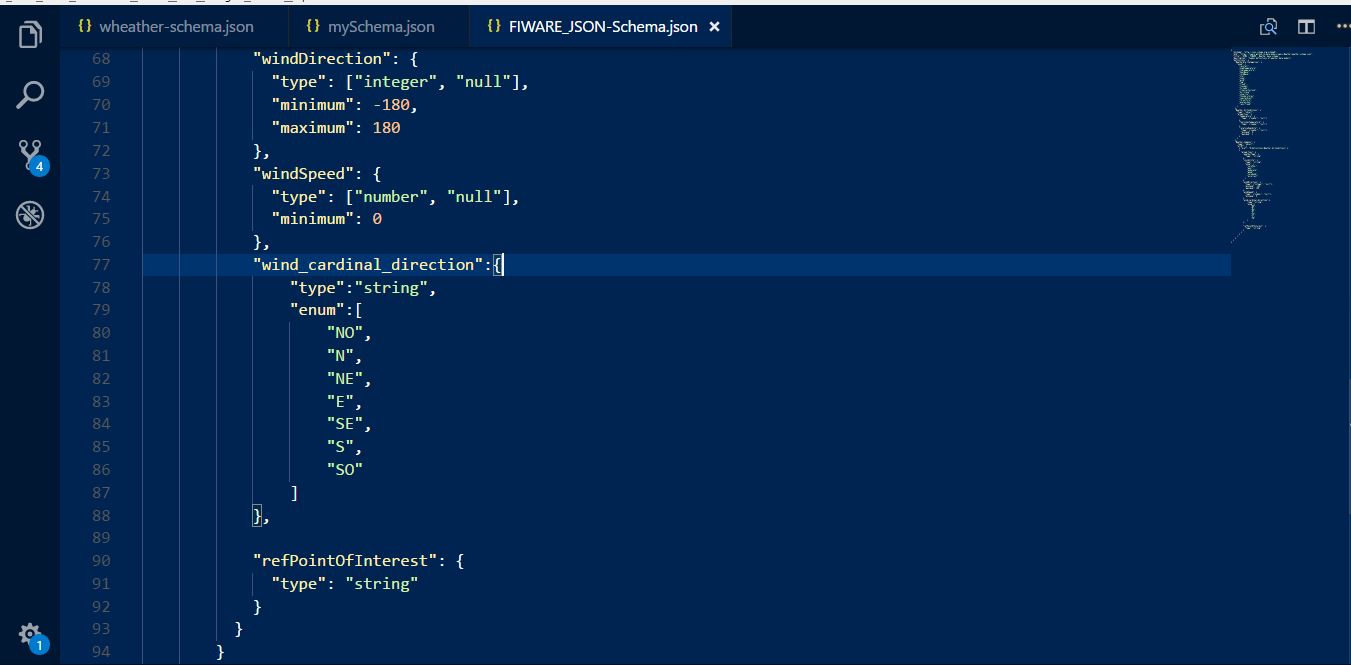 wheather-schema.json
mySchema.json
FIWARE_JSON-Schema.json
68 "windDirection": {
69 "type": ["integer", "null"],
70 "minimum": -180,
71 "maximum": 180
72 },
73 "windSpeed": {
74 "type": ["number", "null"],
75 "minimum": 0
76 },
77 "wind_cardinal_direction":{
78 "type":"string",
79 "enum":[
80 "NO",
81 "N",
82 "NE",
83 "E",
84 "SE",
85 "S",
86 "SO"
87 ]
88 },
89
90 "refPointOfInterest": {
91 "type": "string"
92 }
93 }
94 }
4
1